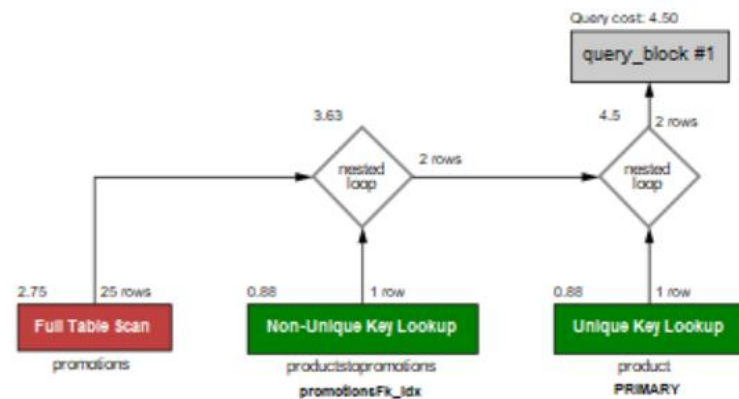 Query cost: 4.50
query_block #1
3.63
4.5
2 rows
nested
loop
2 rows
nested
loop
2.75
25 rows
0.88
1 row
0.88
1 row
Full Table Scan
Non-Unique Key Lookup
Unique Key Lookup
promotions
productstopromotions
product
promotionsFk_Idx
PRIMARY